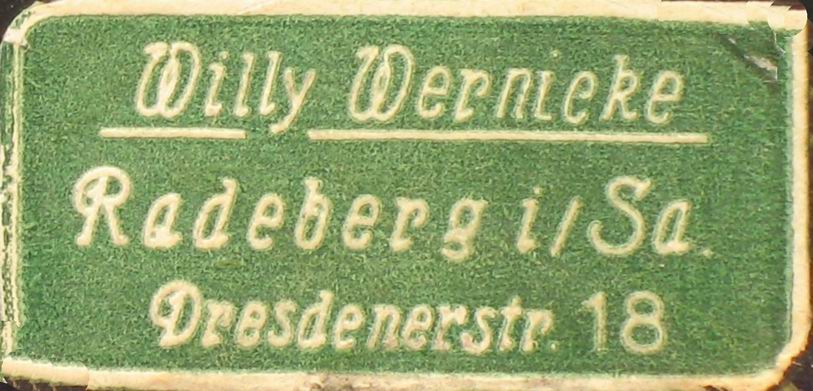 Willy Wernicke
Radeberg i/Sa.
Dresdenerstr. 18